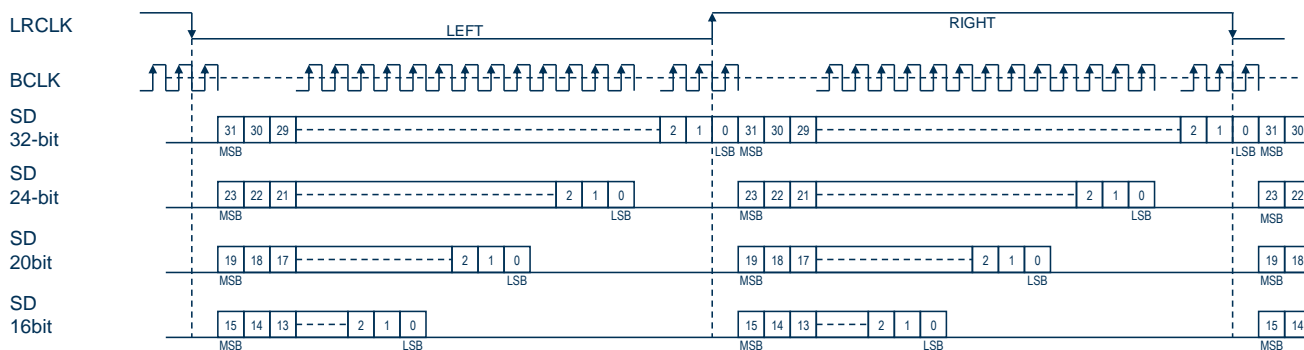 LRCLK LEFT RIGHT
BCLK
SD
32-bit 31 30 29 2 1 0 31 30 29 2 1 0 31 30
MSB LSB MSB LSB MSB
SD
24-bit 23 22 21 2 1 0 23 22 21 2 1 0 23 22
MSB LSB MSB LSB MSB
SD
20bit 19 18 17 2 1 0 19 18 17 2 1 0 19 18
MSB LSB MSB LSB MSB
SD
16bit 15 14 13 2 1 0 15 14 13 2 1 0 15 14
MSB LSB MSB LSB MSB